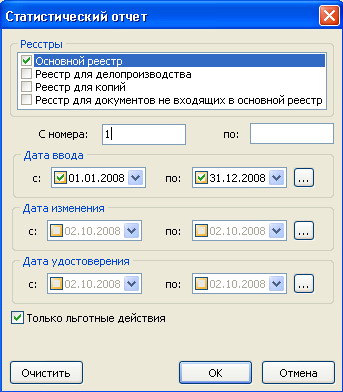 Статистический отчет
Реестры
Основной реестр
Реестр для делопроизводства
Реестр для копий
Реестр для документов не входящих в основной реестр
С номера: 1 по:
Дата ввода
с: 01.01.2008 по: 31.12.2008 ...
Дата изменения
с: 02.10.2008 по: 02.10.2008 ...
Дата удостоверения
с: 02.10.2008 по: 02.10.2008 ...
Только льготные действия
Очистить ОК Отмена